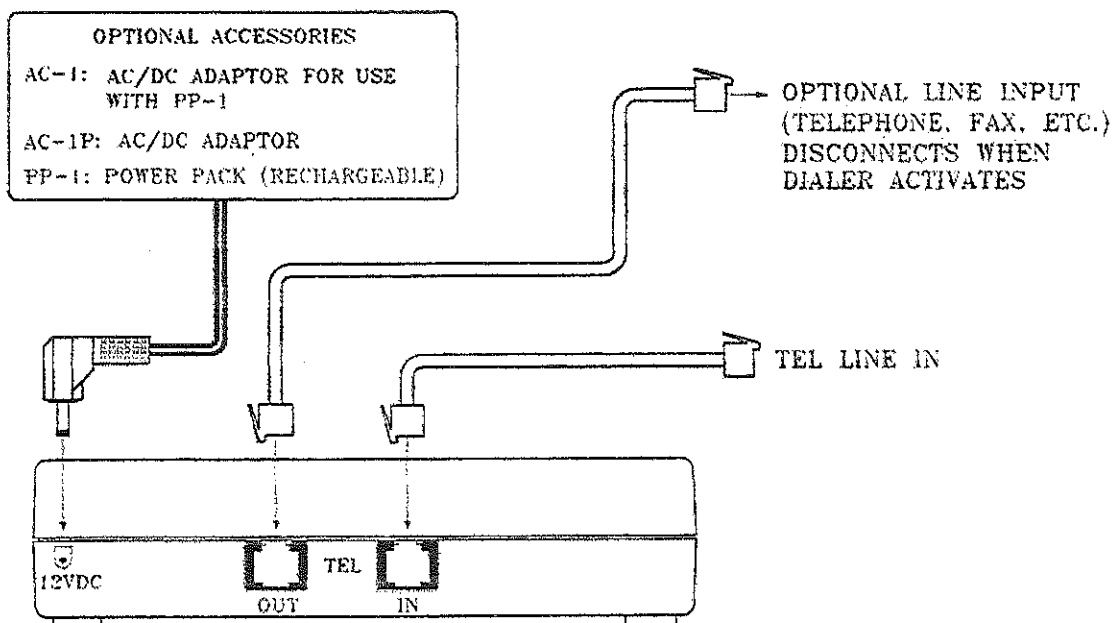 OPTIONAL ACCESSORIES
AC-1: AC/DC ADAPTOR FOR USE
WITH PP-1
AC-1P: AC/DC ADAPTOR
PP-1: POWER PACK (RECHARGEABLE)
OPTIONAL LINE INPUT
(TELEPHONE, FAX, ETC.)
DISCONNECTS WHEN
DIALER ACTIVATES
TEL LINE IN
12VDC
TEL
OUT
IN